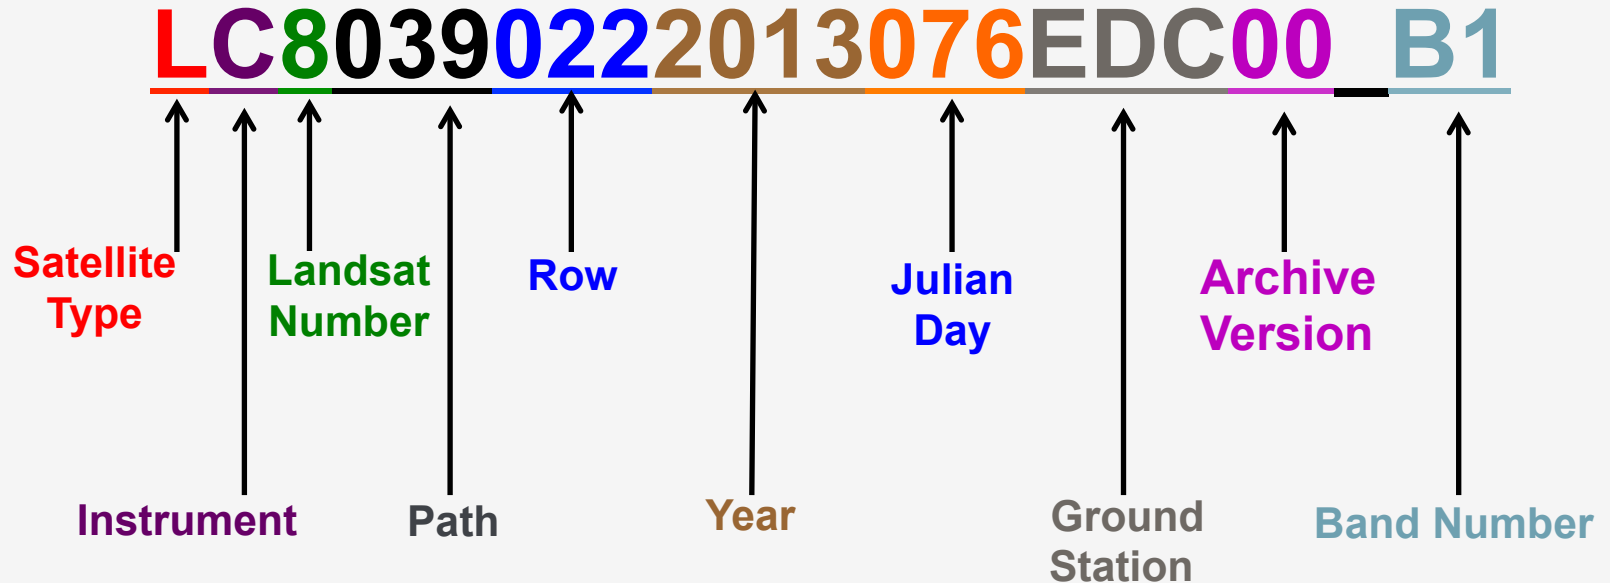 LC80390222013076EDC00_B1
Satellite
Type
Landsat
Number
Row
Julian
Day
Archive
Version
Instrument
Path
Year
Ground
Station
Band Number